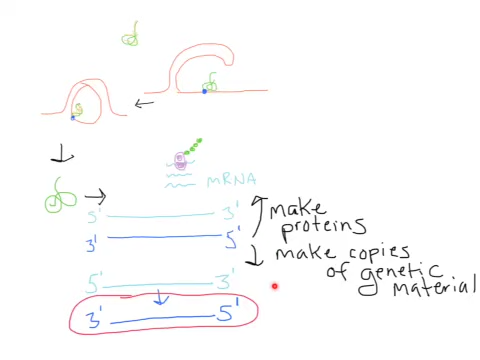 mRNA
5' 3'
3' 5'
make
proteins
make copies
of genetic
material
5' 3'
3' 5'